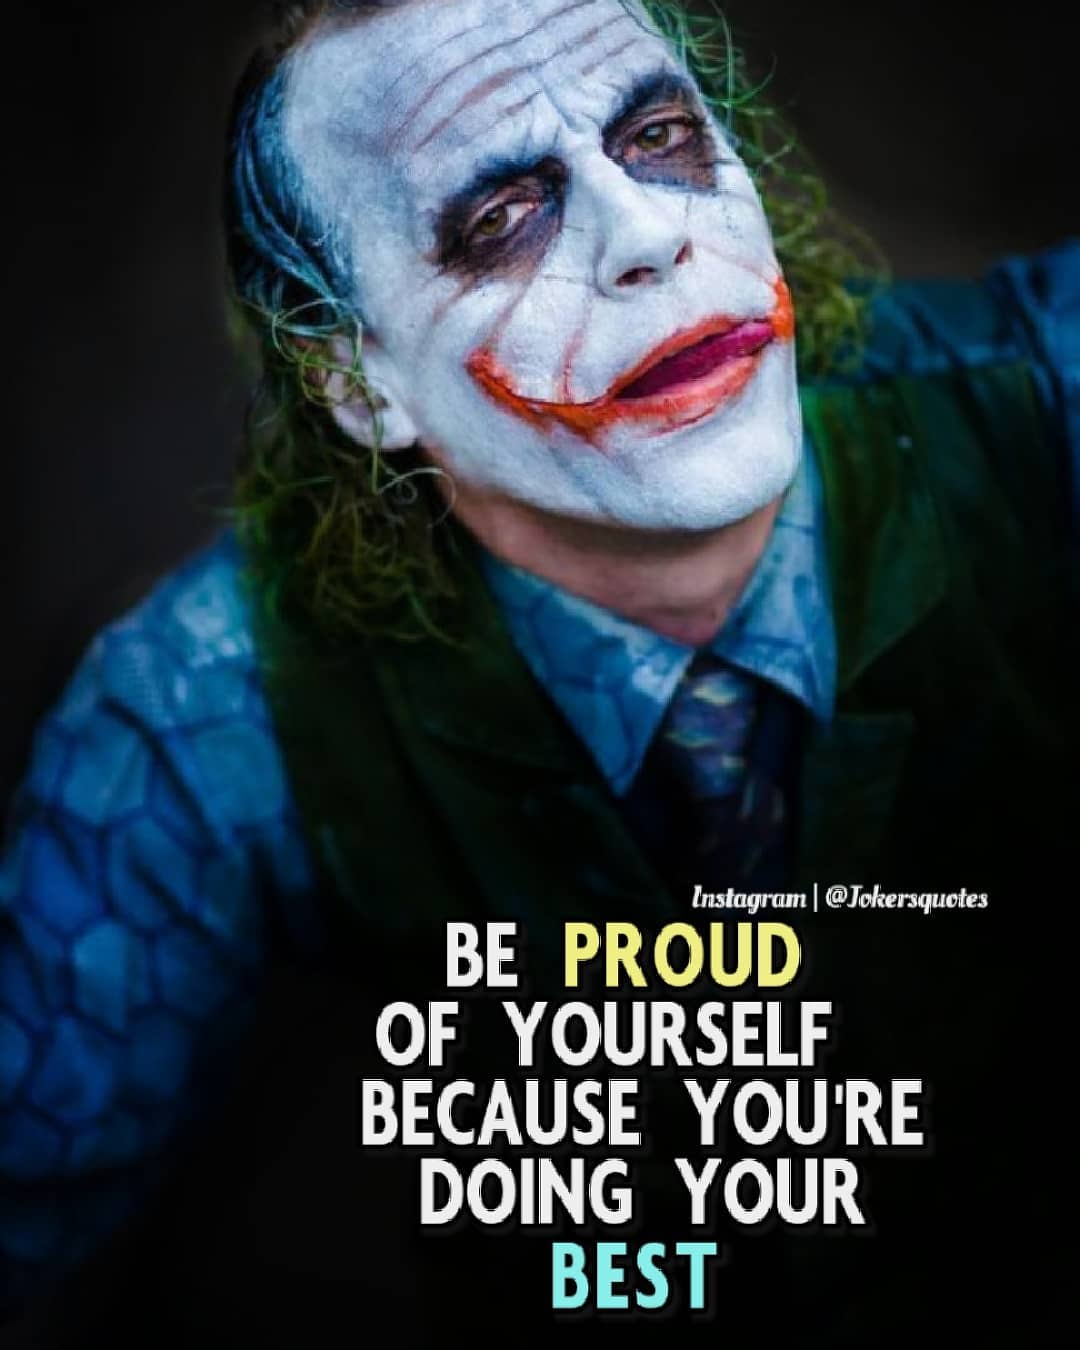 Instagram | @Jokersquotes
BE PROUD
OF YOURSELF
BECAUSE YOU'RE
DOING YOUR
BEST